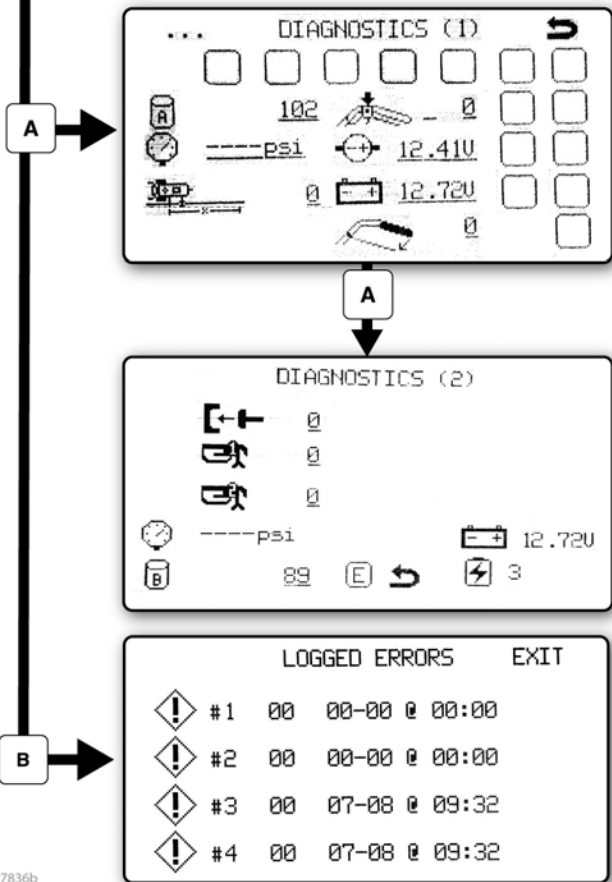 ... DIAGNOSTICS (1)
A
A 102 _ 0
----psi 12.41V
0 - + 12.72V
x
0
A
DIAGNOSTICS (2)
0
1 0
2 0
----psi - + 12.72V
B 89 E 3
LOGGED ERRORS EXIT
! #1 00 00-00 @ 00:00
! #2 00 00-00 @ 00:00
B
! #3 00 07-08 @ 09:32
! #4 00 07-08 @ 09:32
7836b